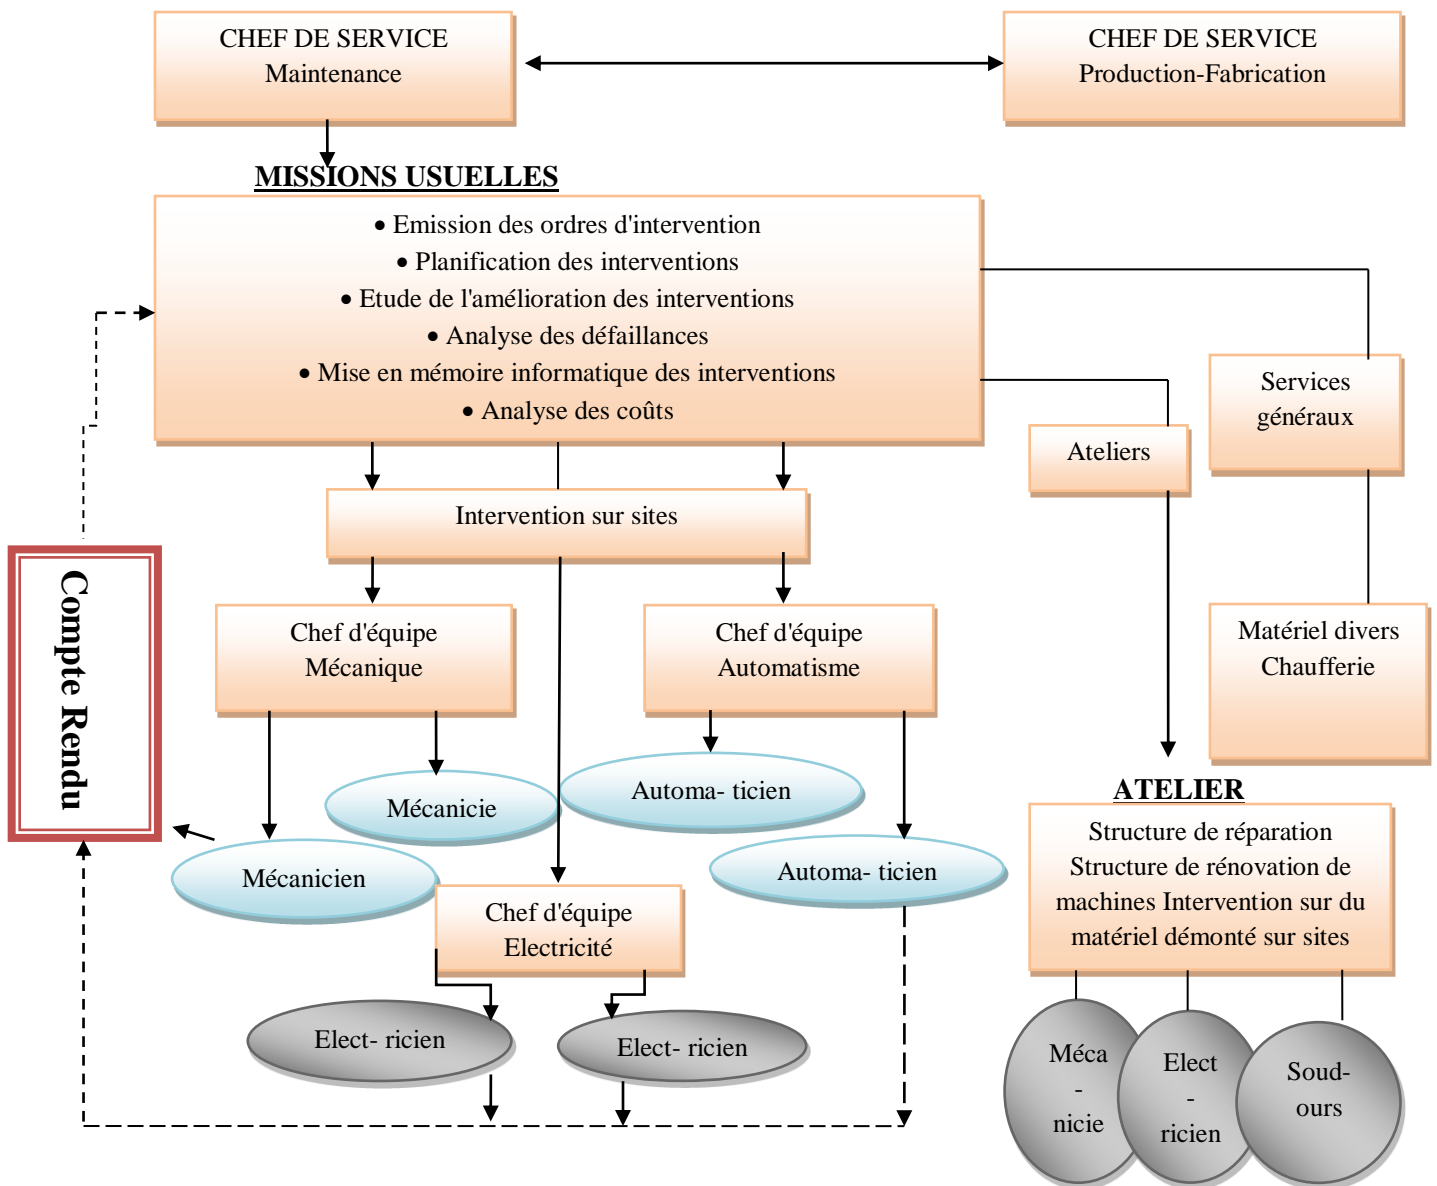 CHEF DE SERVICE
Maintenance
CHEF DE SERVICE
Production-Fabrication
MISSIONS USUELLES
• Emission des ordres d'intervention
• Planification des interventions
• Etude de l'amélioration des interventions
• Analyse des défaillances
• Mise en mémoire informatique des interventions
• Analyse des coûts
Services
généraux
Ateliers
Intervention sur sites
Compte Rendu
Chef d'équipe
Mécanique
Chef d'équipe
Automatisme
Matériel divers
Chaufferie
Mécanicie
Automa- ticien
Mécanicien
Automa- ticien
Chef d'équipe
Electricité
ATELIER
Structure de réparation
Structure de rénovation de
machines Intervention sur du
matériel démonté sur sites
Elect- ricien
Elect- ricien
Méca
-
nicie
Elect
-
ricien
Soud-
ours